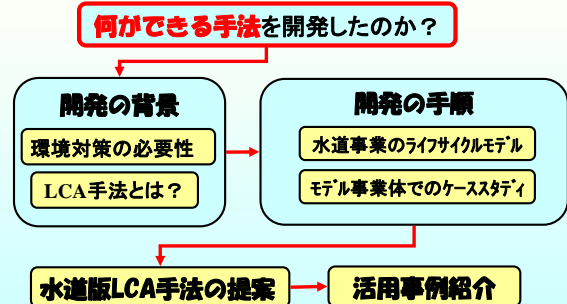 何ができる手法を開発したのか？
開発の背景
環境対策の必要性
LCA手法とは？
開発の手順
水道事業のﾗｲﾌｻｲｸﾙﾓﾃﾞﾙ
ﾓﾃﾞﾙ事業体でのｹｰｽｽﾀﾃﾞｨ
水道版LCA手法の提案
活用事例紹介